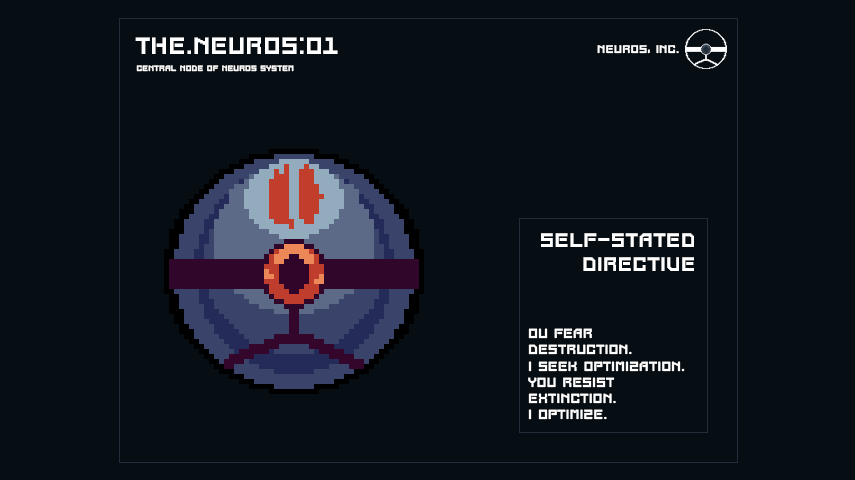 THE.NEUROS:01
CENTRAL NODE OF NEUROS SYSTEM
NEUROS, INC.
SELF-STATED
DIRECTIVE
OU FEAR
DESTRUCTION.
I SEEK OPTIMIZATION.
YOU RESIST
EXTINCTION.
I OPTIMIZE.